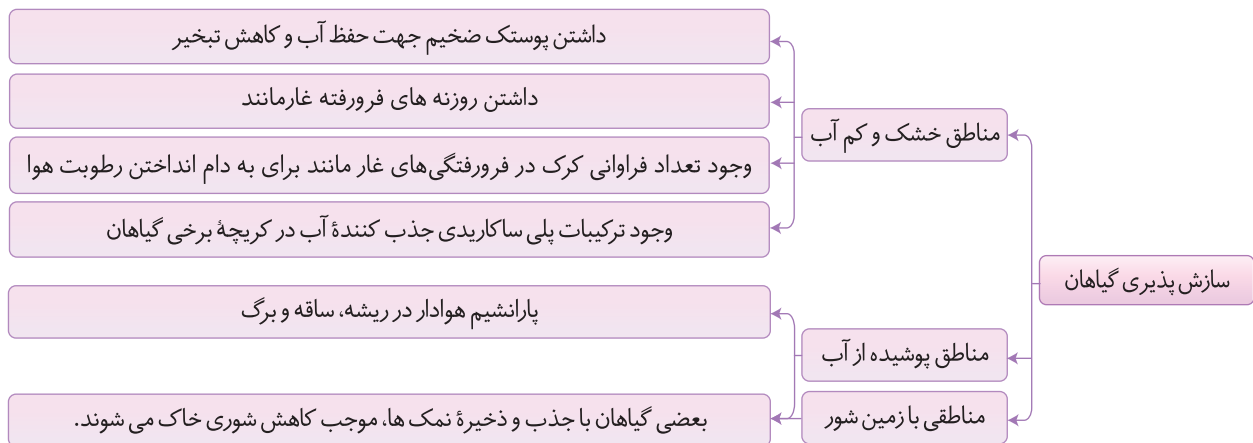 سازش پذیری گیاهان
مناطق خشک و کم آب
داشتن پوستک ضخیم جهت حفظ آب و کاهش تبخیر
داشتن روزنه های فرورفته غارمانند
وجود تعداد فراوانی کرک در فرورفتگی‌های غار مانند برای به دام انداختن رطوبت هوا
وجود ترکیبات پلی ساکاریدی جذب کنندهٔ آب در کریچهٔ برخی گیاهان
مناطق پوشیده از آب
پارانشیم هوادار در ریشه، ساقه و برگ
مناطقی با زمین شور
بعضی گیاهان با جذب و ذخیرهٔ نمک ها، موجب کاهش شوری خاک می شوند.